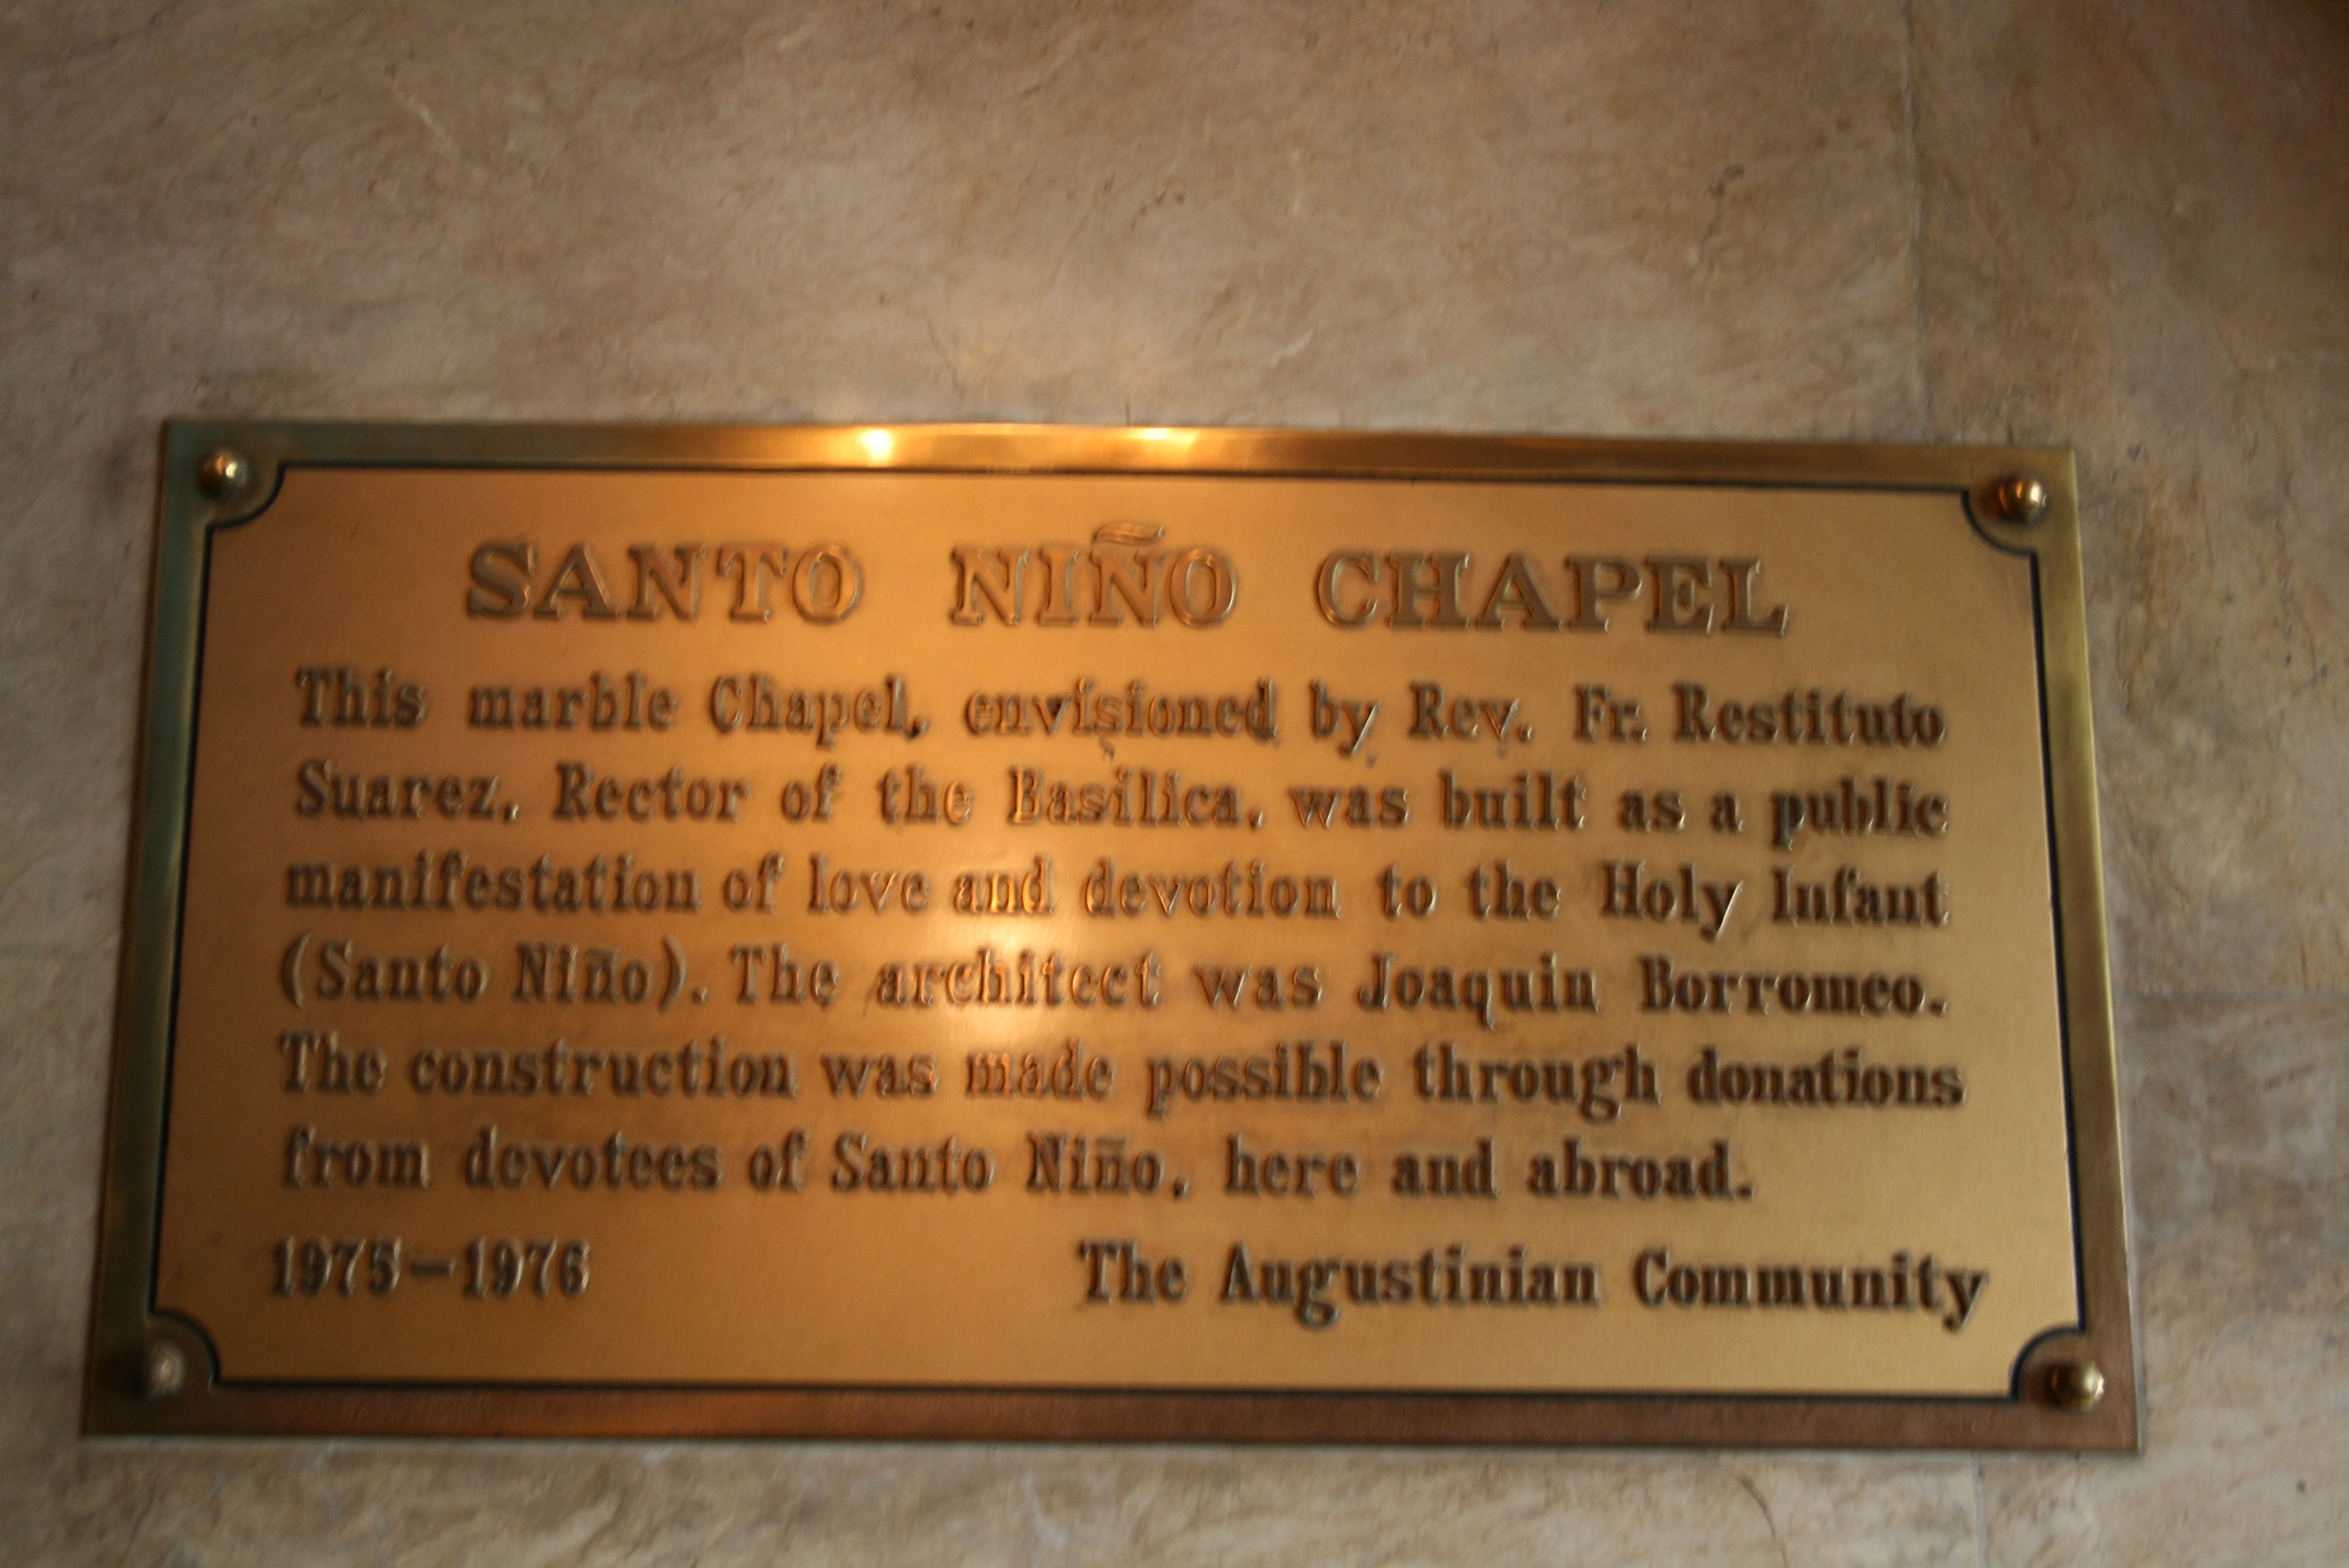 SANTO NIÑO CHAPEL
This marble Chapel, envisioned by Rev. Fr. Restituto
Suarez, Rector of the Basilica, was built as a public
manifestation of love and devotion to the Holy Infant
(Santo Niño). The architect was Joaquin Borromeo.
The construction was made possible through donations
from devotees of Santo Niño, here and abroad.
1975-1976 The Augustinian Community